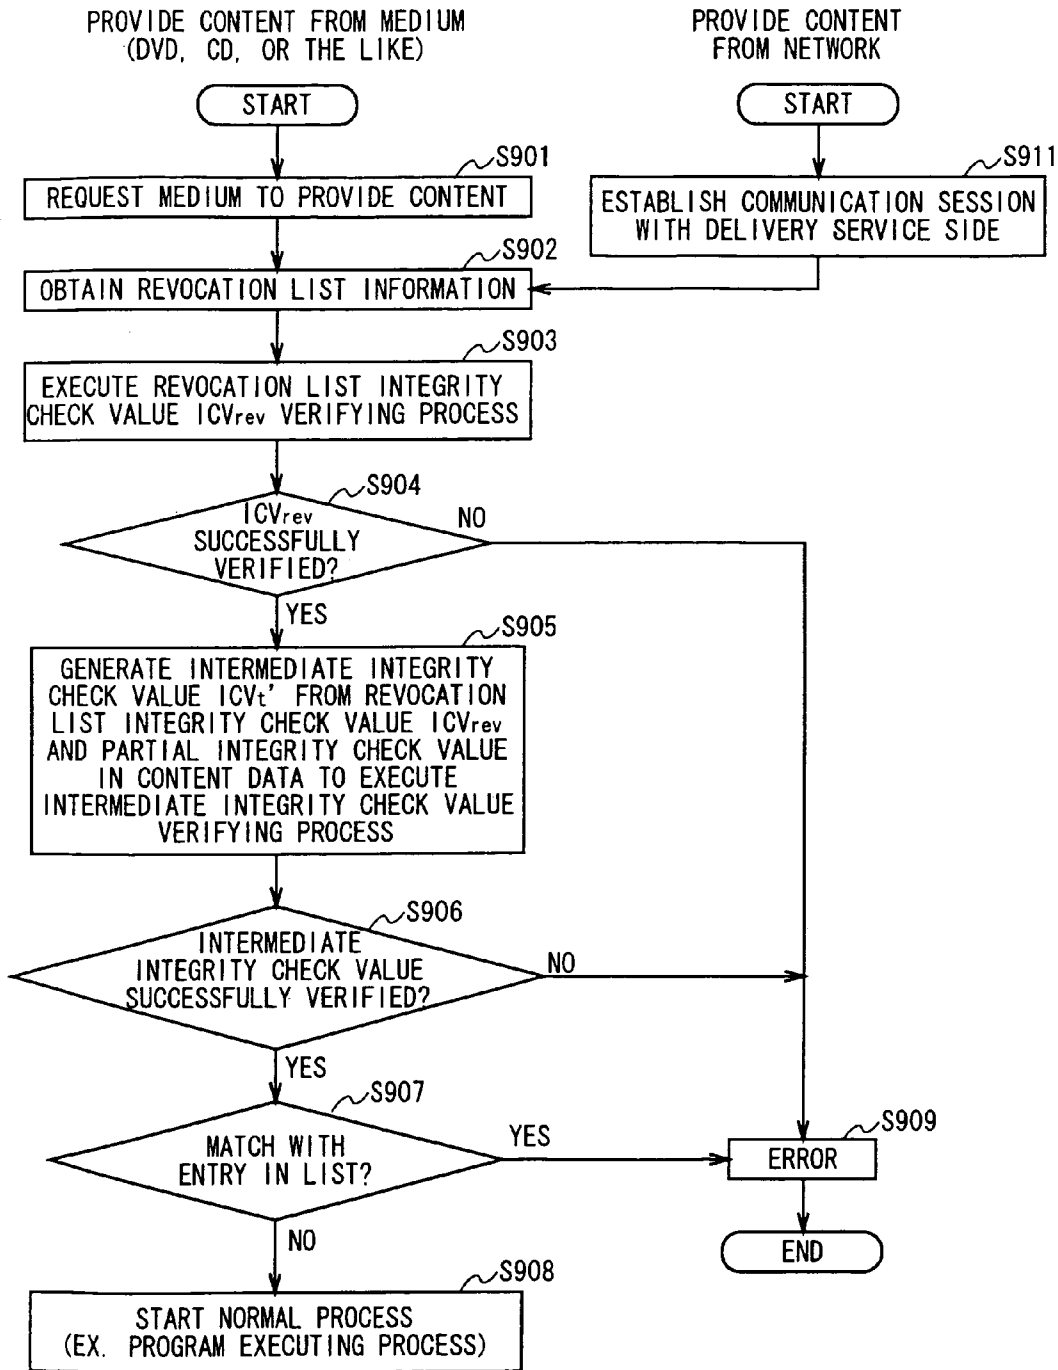 PROVIDE CONTENT FROM MEDIUM
(DVD, CD, OR THE LIKE)
PROVIDE CONTENT
FROM NETWORK
START
START
S901
REQUEST MEDIUM TO PROVIDE CONTENT
S911
ESTABLISH COMMUNICATION SESSION
WITH DELIVERY SERVICE SIDE
S902
OBTAIN REVOCATION LIST INFORMATION
S903
EXECUTE REVOCATION LIST INTEGRITY
CHECK VALUE ICVrev VERIFYING PROCESS
S904
ICVrev
SUCCESSFULLY
VERIFIED?
NO
YES
S905
GENERATE INTERMEDIATE INTEGRITY
CHECK VALUE ICVt' FROM REVOCATION
LIST INTEGRITY CHECK VALUE ICVrev
AND PARTIAL INTEGRITY CHECK VALUE
IN CONTENT DATA TO EXECUTE
INTERMEDIATE INTEGRITY CHECK VALUE
VERIFYING PROCESS
S906
INTERMEDIATE
INTEGRITY CHECK VALUE
SUCCESSFULLY VERIFIED?
NO
YES
S907
MATCH WITH
ENTRY IN LIST?
YES
S909
ERROR
NO
END
S908
START NORMAL PROCESS
(EX. PROGRAM EXECUTING PROCESS)